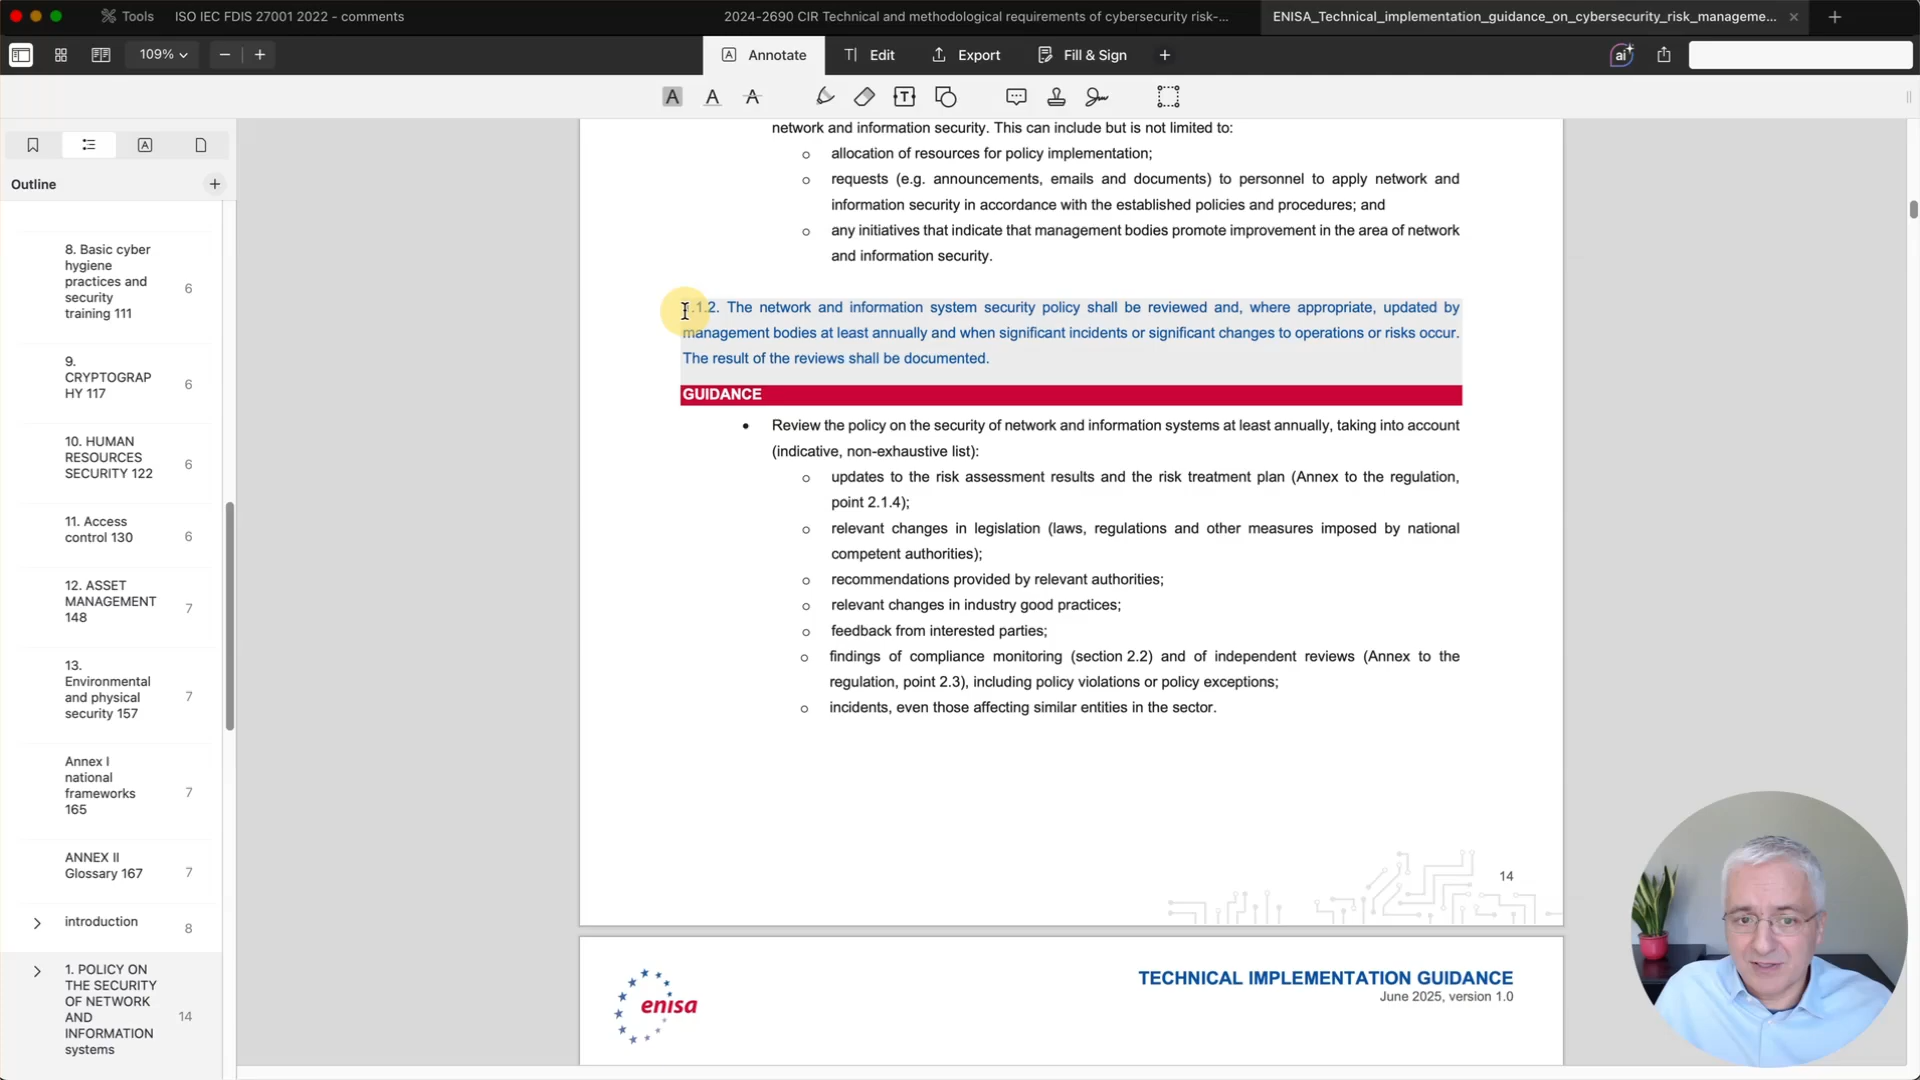 Tools
ISO IEC FDIS 27001 2022 - comments
2024-2690 CIR Technical and methodological requirements of cybersecurity risk-...
ENISA_Technical_implementation_guidance_on_cybersecurity_risk_manageme...
109%
Annotate
Edit
Export
Fill & Sign
ai
Outline
8. Basic cyber
hygiene
practices and
security
training 111
6
9.
CRYPTOGRAP
HY 117
6
10. HUMAN
RESOURCES
SECURITY 122
6
11. Access
control 130
6
12. ASSET
MANAGEMENT
148
7
13.
Environmental
and physical
security 157
7
Annex I
national
frameworks
165
7
ANNEX II
Glossary 167
7
introduction
8
1. POLICY ON
THE SECURITY
OF NETWORK
AND
INFORMATION
systems
14
network and information security. This can include but is not limited to:
o allocation of resources for policy implementation;
o requests (e.g. announcements, emails and documents) to personnel to apply network and
information security in accordance with the established policies and procedures; and
o any initiatives that indicate that management bodies promote improvement in the area of network
and information security.
1.1.2. The network and information system security policy shall be reviewed and, where appropriate, updated by
management bodies at least annually and when significant incidents or significant changes to operations or risks occur.
The result of the reviews shall be documented.
GUIDANCE
• Review the policy on the security of network and information systems at least annually, taking into account
(indicative, non-exhaustive list):
o updates to the risk assessment results and the risk treatment plan (Annex to the regulation,
point 2.1.4);
o relevant changes in legislation (laws, regulations and other measures imposed by national
competent authorities);
o recommendations provided by relevant authorities;
o relevant changes in industry good practices;
o feedback from interested parties;
o findings of compliance monitoring (section 2.2) and of independent reviews (Annex to the
regulation, point 2.3), including policy violations or policy exceptions;
o incidents, even those affecting similar entities in the sector.
14
enisa
TECHNICAL IMPLEMENTATION GUIDANCE
June 2025, version 1.0